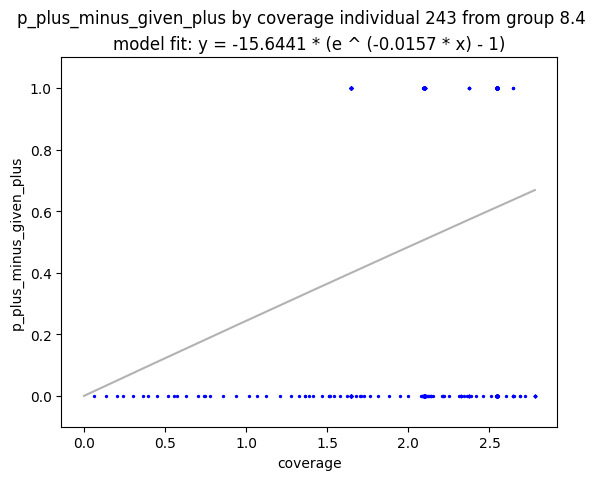 p_plus_minus_given_plus by coverage individual 243 from group 8.4
model fit: y = -15.6441 * (e ^ (-0.0157 * x) - 1)
p_plus_minus_given_plus
1.0
0.8
0.6
0.4
0.2
0.0
0.0 0.5 1.0 1.5 2.0 2.5
coverage